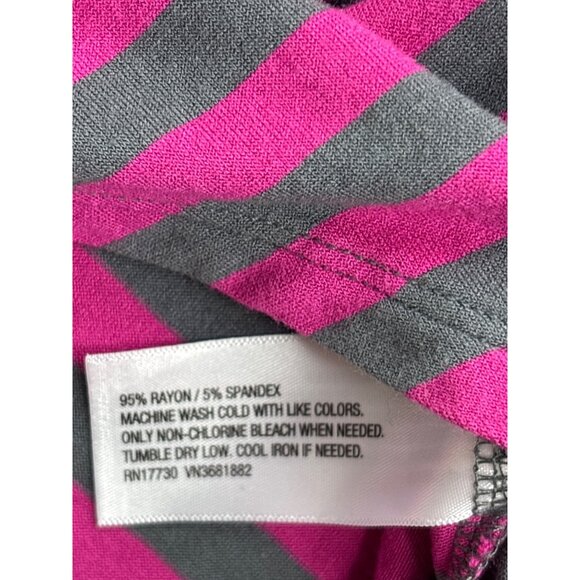 95% RAYON / 5% SPANDEX
MACHINE WASH COLD WITH LIKE COLORS.
ONLY NON-CHLORINE BLEACH WHEN NEEDED.
TUMBLE DRY LOW. COOL IRON IF NEEDED.
RN17730 VN3681882